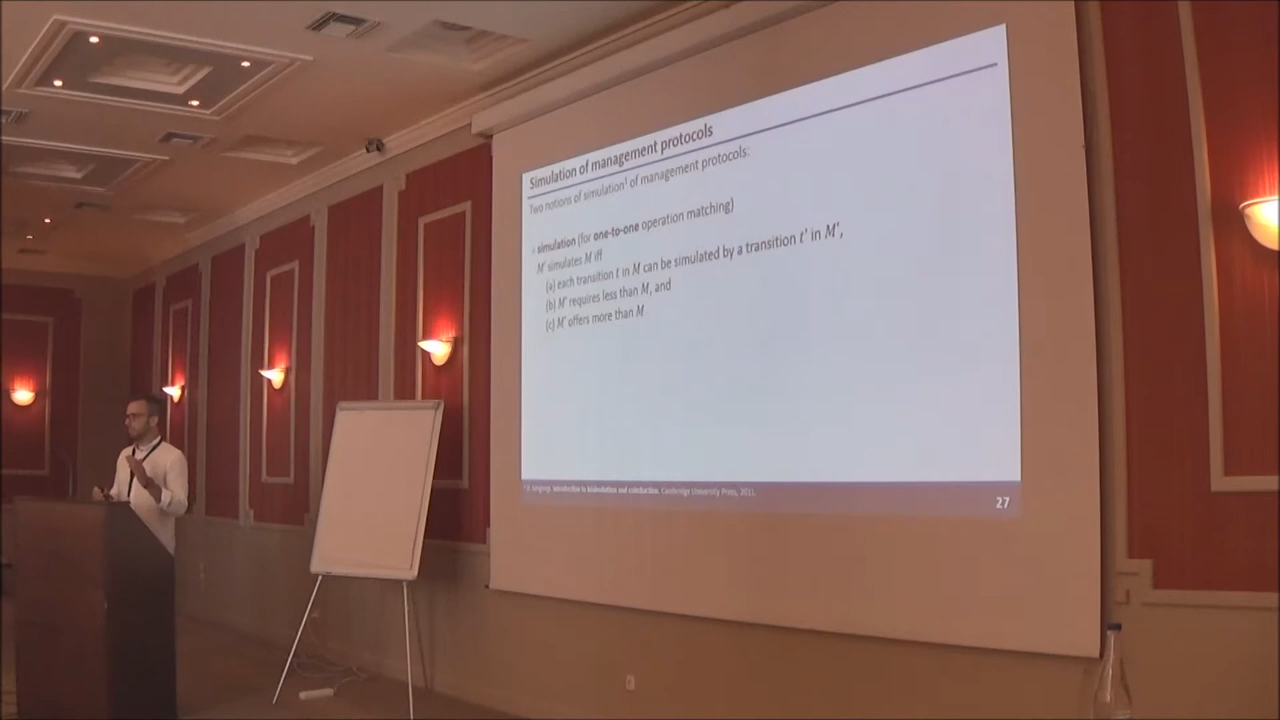 Simulation of management protocols
Two notions of simulation¹ of management protocols:
simulation (for one-to-one operation matching)
M' simulates M iff
(a) each transition t in M can be simulated by a transition t' in M',
(b) M' requires less than M, and
(c) M' offers more than M
Introduction to bisimulation and coinduction. Cambridge University Press, 2011.
27